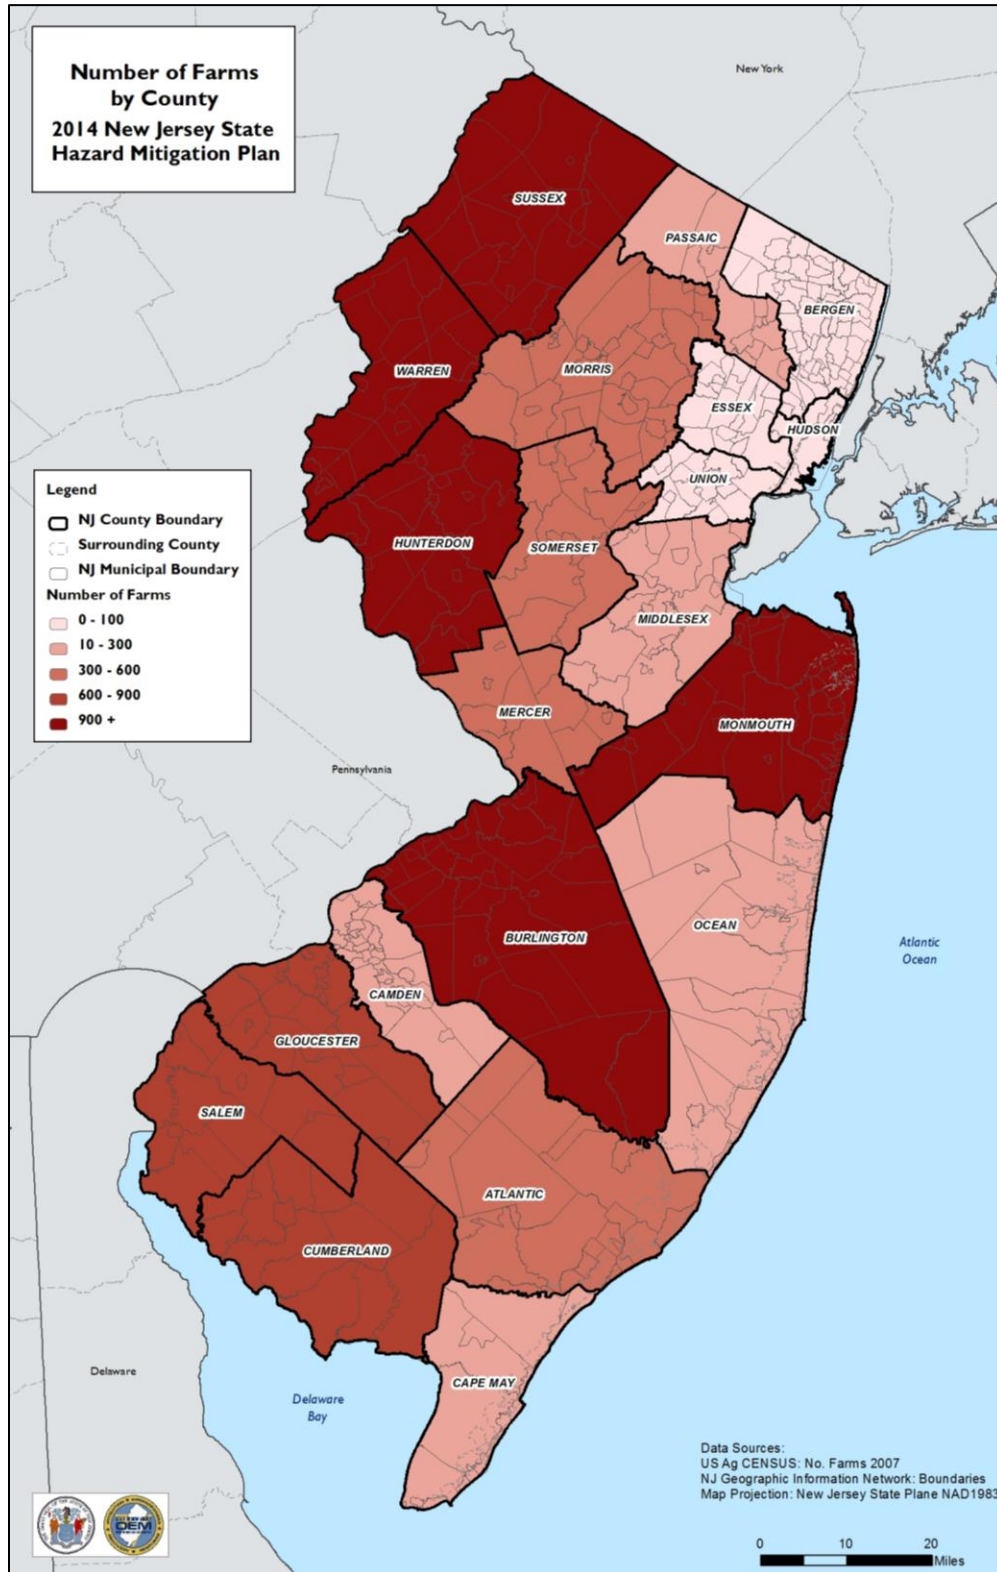 Number of Farms
by County
2014 New Jersey State
Hazard Mitigation Plan
New York
SUSSEX
PASSAIC
BERGEN
WARREN
MORRIS
ESSEX
HUDSON
UNION
Legend
NJ County Boundary
Surrounding County
NJ Municipal Boundary
Number of Farms
0 - 100
10 - 300
300 - 600
600 - 900
900 +
HUNTERDON
SOMERSET
MIDDLESEX
MERCER
MONMOUTH
Pennsylvania
OCEAN
BURLINGTON
Atlantic
Ocean
CAMDEN
GLOUCESTER
SALEM
ATLANTIC
CUMBERLAND
Delaware
CAPE MAY
Delaware
Bay
Data Sources:
US Ag CENSUS: No. Farms 2007
NJ Geographic Information Network: Boundaries
Map Projection: New Jersey State Plane NAD1983
OEM
0 10 20
Miles